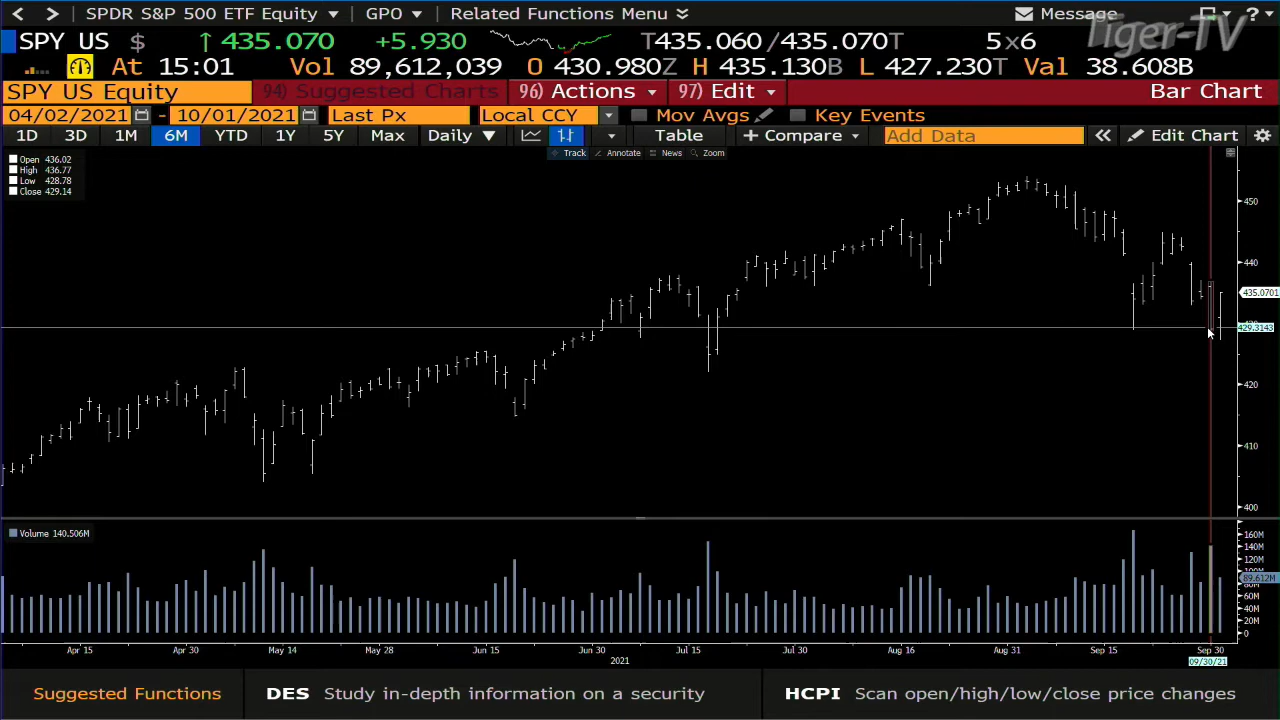 SPDR S&P 500 ETF Equity GPO Related Functions Menu Message ?
Tiger-TV
SPY US $ ↑ 435.070 +5.930 T435.060/435.070T 5x6
At 15:01 Vol 89,612,039 O 430.980Z H 435.130B L 427.230T Val 38.608B
SPY US Equity 94) Suggested Charts 96) Actions 97) Edit Bar Chart
04/02/2021 - 10/01/2021 Last Px Local CCY Mov Avgs Key Events
1D 3D 1M 6M YTD 1Y 5Y Max Daily ▼ Table + Compare Add Data « Edit Chart
Track Annotate News Zoom
Open 436.02
High 436.77
Low 428.78
Close 429.14
450
440
435.0701
429.3143
420
410
400
Volume 140.506M
160M
140M
89.612M
60M
40M
20M
0
Apr 15 Apr 30 May 14 May 28 Jun 15 Jun 30 Jul 15 Jul 30 Aug 16 Aug 31 Sep 15 Sep 30
2021 09/30/21
Suggested Functions DES Study in-depth information on a security HCPI Scan open/high/low/close price changes